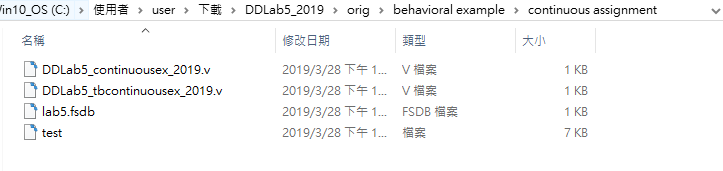 Win10_OS (C:) > 使用者 > user > 下載 > DDLab5_2019 > orig > behavioral example > continuous assignment
名稱 修改日期 類型 大小
DDLab5_continuousex_2019.v 2019/3/28 下午 1... V 檔案 1 KB
DDLab5_tbcontinuousex_2019.v 2019/3/28 下午 1... V 檔案 1 KB
lab5.fsdb 2019/3/28 下午 1... FSDB 檔案 1 KB
test 2019/3/28 下午 1... 檔案 7 KB